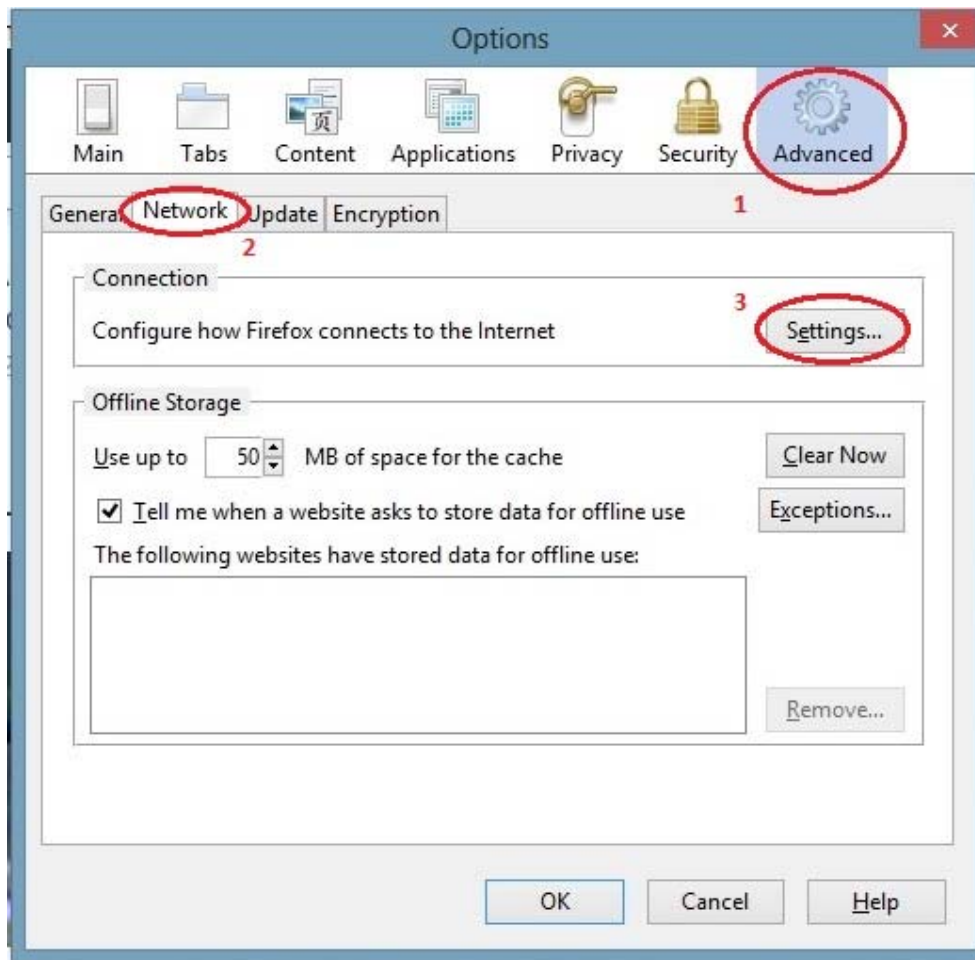 Options
Main Tabs Content Applications Privacy Security Advanced
1
General Network Update Encryption
2
Connection
3
Configure how Firefox connects to the Internet Settings...
Offline Storage
Use up to 50 MB of space for the cache Clear Now
Tell me when a website asks to store data for offline use Exceptions...
The following websites have stored data for offline use:
Remove...
OK Cancel Help